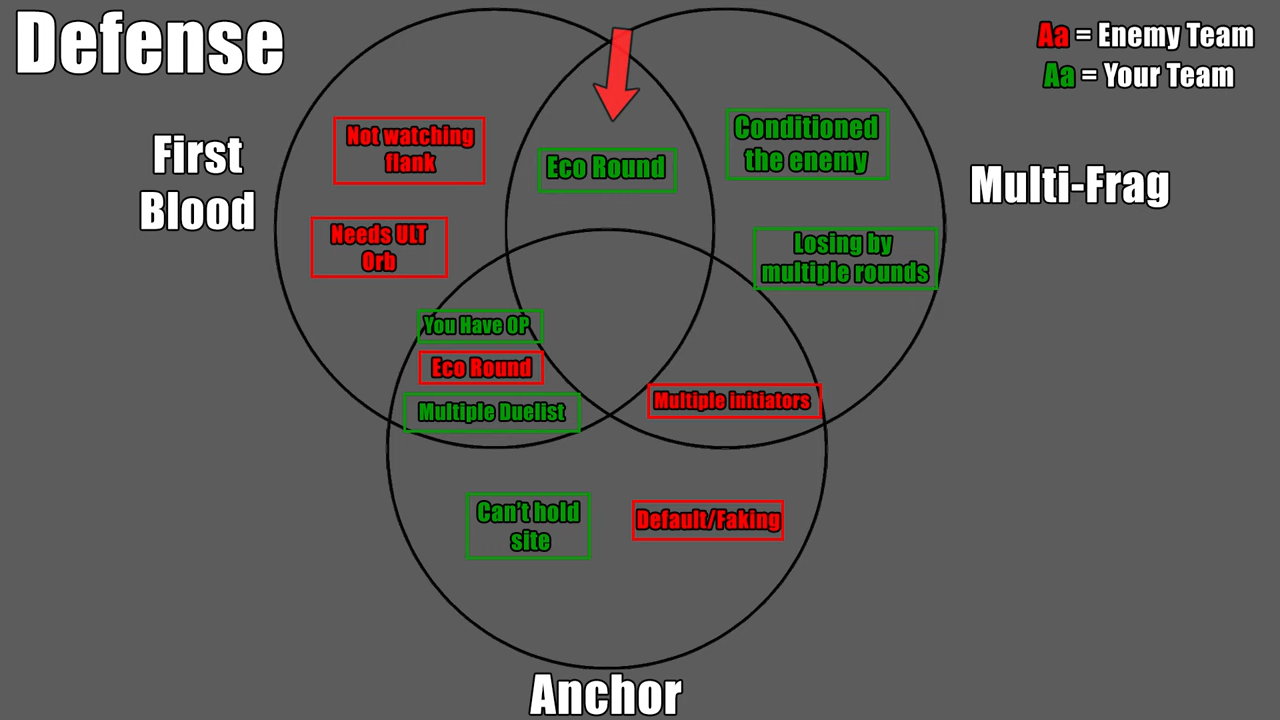 Defense
Aa = Enemy Team
Aa = Your Team
First
Blood
Multi-Frag
Not watching
flank
Needs ULT
Orb
Eco Round
Conditioned
the enemy
Losing by
multiple rounds
You Have OP
Eco Round
Multiple Duelist
Multiple initiators
Can't hold
site
Default/Faking
Anchor